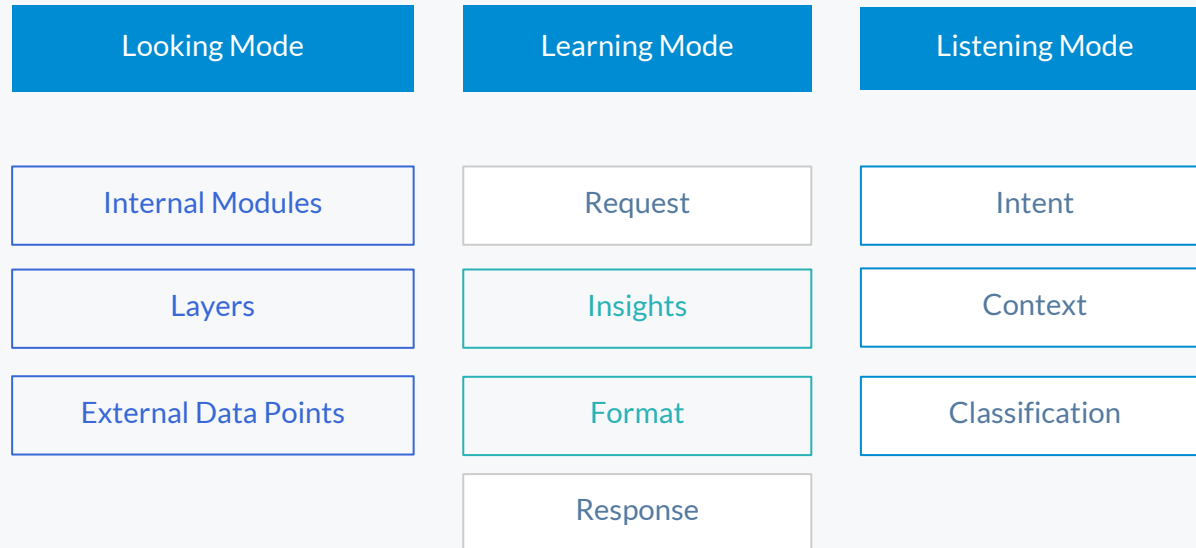 Looking Mode
Learning Mode
Listening Mode
Internal Modules
Request
Intent
Layers
Insights
Context
External Data Points
Format
Classification
Response